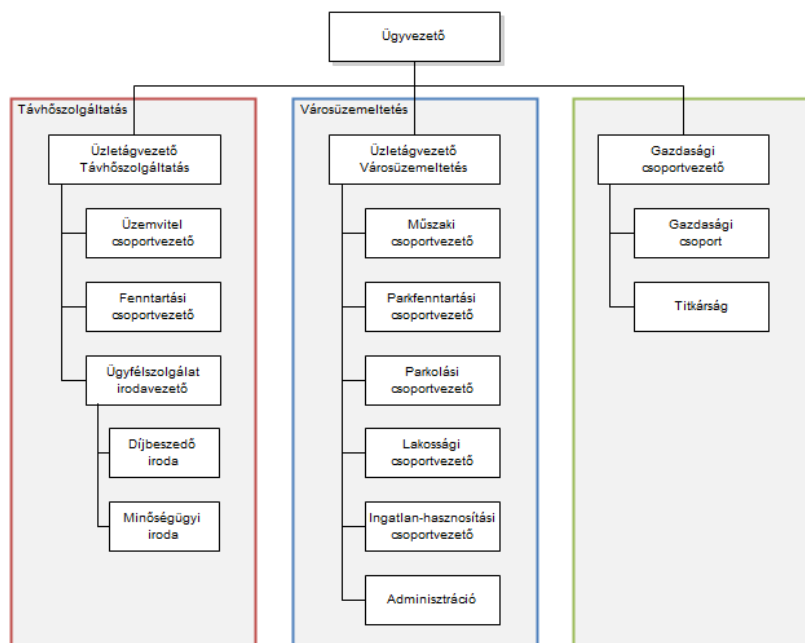 Ügyvezető
Távhőszolgáltatás
Üzletágvezető
Távhőszolgáltatás
Üzemvitel
csoportvezető
Fenntartási
csoportvezető
Ügyfélszolgálat
irodavezető
Díjbeszedő
iroda
Minőségügyi
iroda
Városüzemeltetés
Üzletágvezető
Városüzemeltetés
Műszaki
csoportvezető
Parkfenntartási
csoportvezető
Parkolási
csoportvezető
Lakossági
csoportvezető
Ingatlan-hasznosítási
csoportvezető
Adminisztráció
Gazdasági
csoportvezető
Gazdasági
csoport
Titkárság